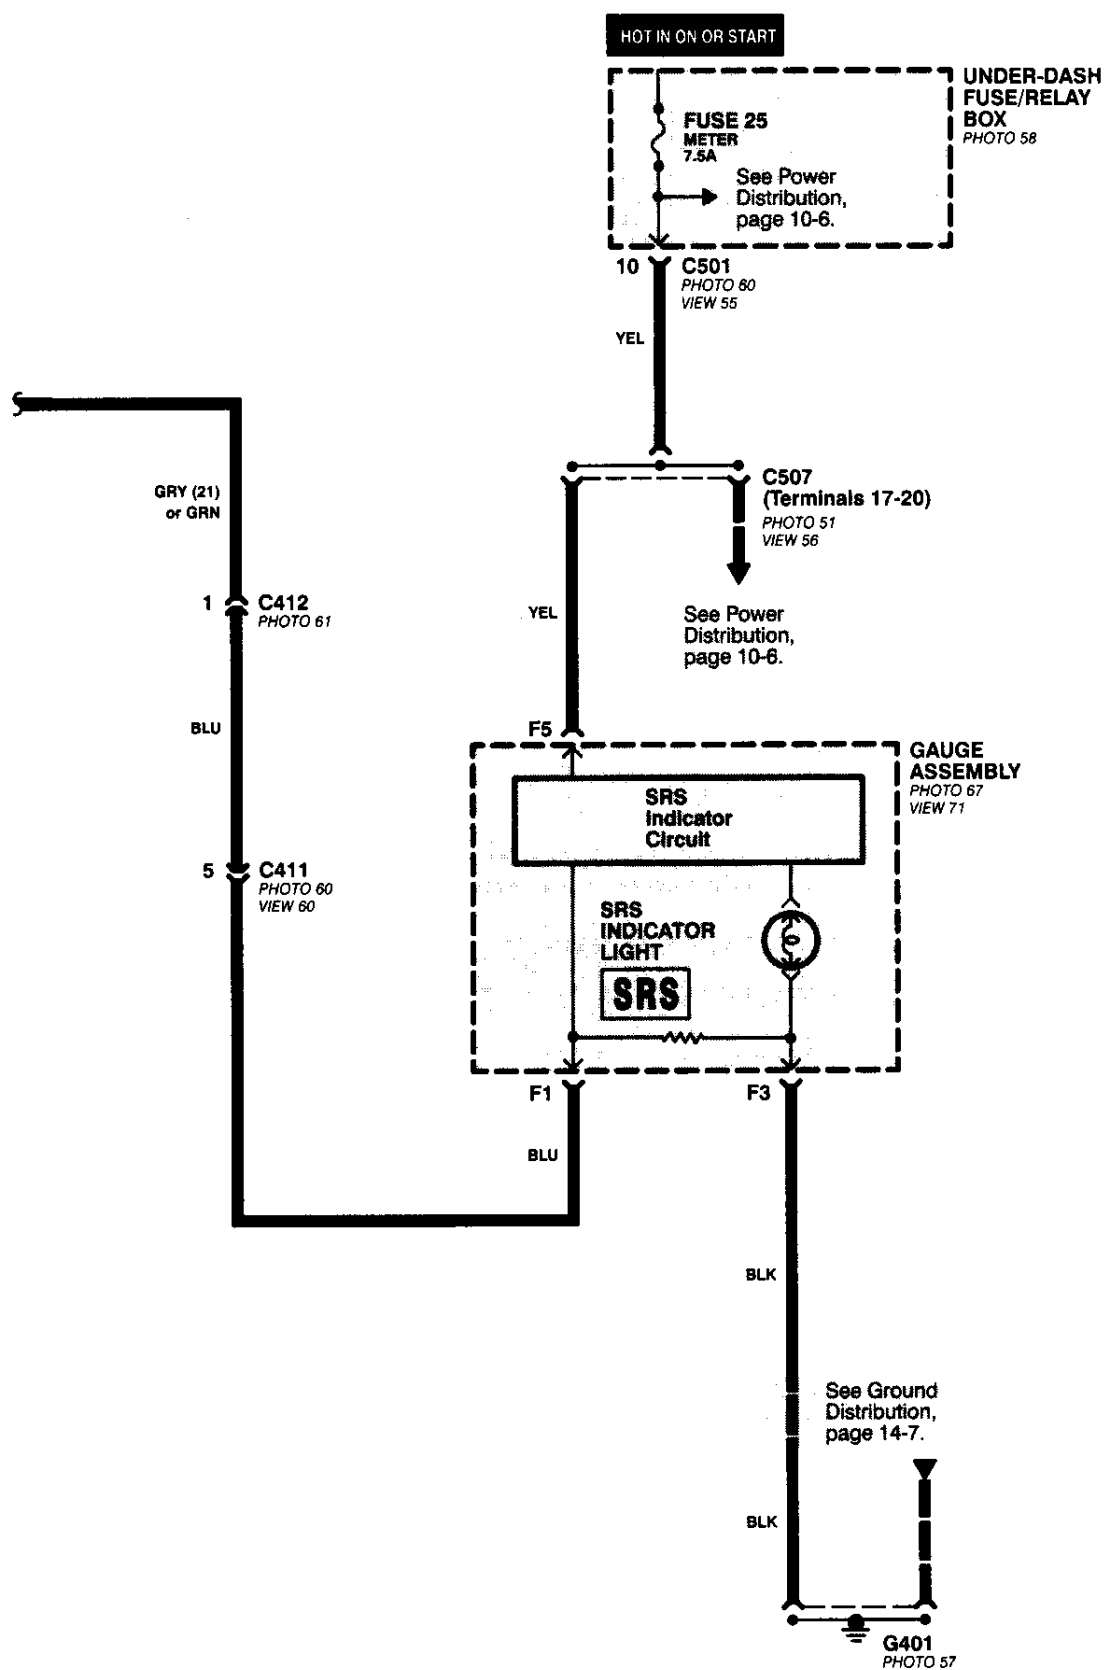 HOT IN ON OR START
UNDER-DASH
FUSE/RELAY
BOX
PHOTO 58
FUSE 25
METER
7.5A
See Power
Distribution,
page 10-6.
10
C501
PHOTO 60
VIEW 55
YEL
GRY (21)
or GRN
C507
(Terminals 17-20)
PHOTO 51
VIEW 56
1
C412
PHOTO 61
YEL
See Power
Distribution,
page 10-6.
BLU
F5
GAUGE
ASSEMBLY
PHOTO 67
VIEW 71
SRS
Indicator
Circuit
5
C411
PHOTO 60
VIEW 60
SRS
INDICATOR
LIGHT
SRS
F1
F3
BLU
BLK
See Ground
Distribution,
page 14-7.
BLK
G401
PHOTO 57